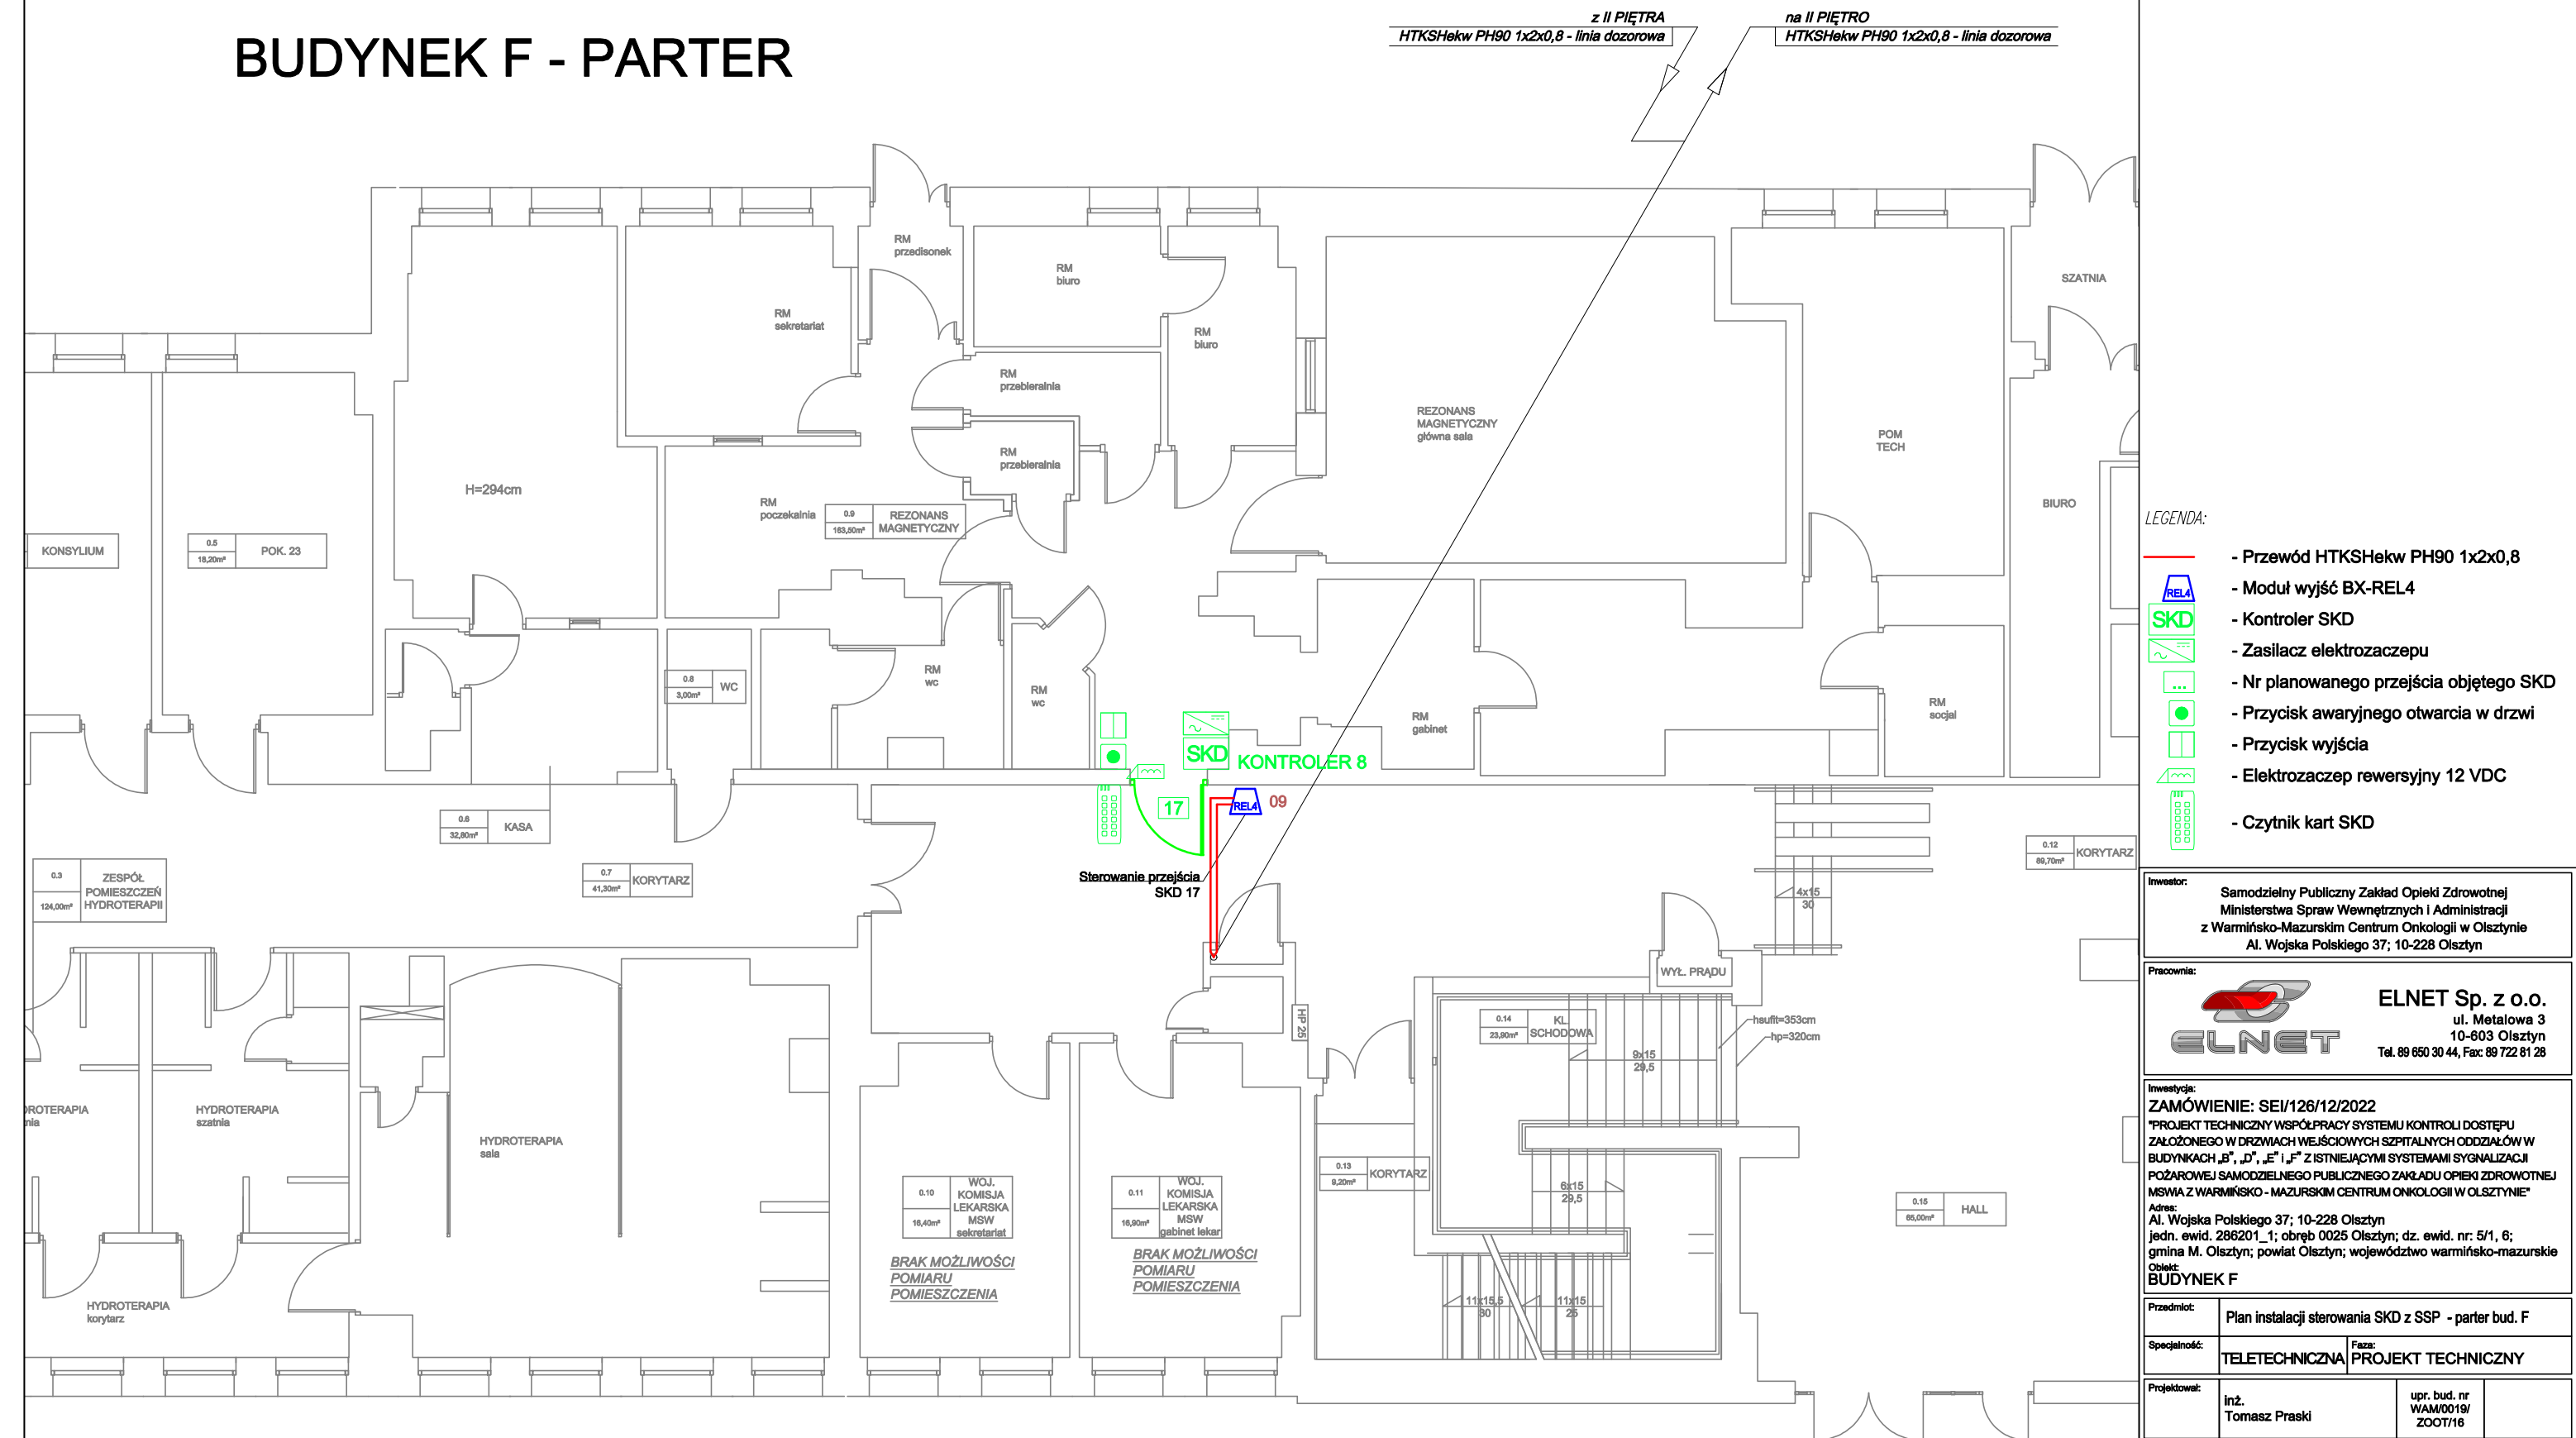 BUDYNEK F - PARTER
z II PIĘTRA
HTKSHekw PH90 1x2x0,8 - linia dozorowa
na II PIĘTRO
HTKSHekw PH90 1x2x0,8 - linia dozorowa
RM
przedisonek
RM
biuro
RM
sekretariat
RM
biuro
RM
przebieralnia
RM
przebieralnia
REZONANS
MAGNETYCZNY
główna sala
POM
TECH
SZATNIA
BIURO
H=294cm
RM
poczekalnia
0.9
163,50m²
REZONANS
MAGNETYCZNY
KONSYLIUM
0.5
18,20m²
POK. 23
0.8
3,00m²
WC
RM
wc
RM
wc
RM
gabinet
RM
socjal
SKD
KONTROLER 8
17
REL4
09
Sterowanie przejścia
SKD 17
0.6
32,80m²
KASA
0.7
41,30m²
KORYTARZ
0.3
124,00m²
ZESPÓŁ
POMIESZCZEŃ
HYDROTERAPII
0.12
89,70m²
KORYTARZ
4x15
30
WYŁ. PRĄDU
HP 25
0.14
23,90m²
KL.
SCHODOWA
hsufit=353cm
hp=320cm
9x15
29,5
6x15
29,5
11x15,5
30
11x15
25
0.13
9,20m²
KORYTARZ
0.15
65,00m²
HALL
DROTERAPIA
nia
HYDROTERAPIA
szatnia
HYDROTERAPIA
sala
HYDROTERAPIA
korytarz
0.10
16,40m²
WOJ.
KOMISJA
LEKARSKA
MSW
sekretariat
BRAK MOŻLIWOŚCI
POMIARU
POMIESZCZENIA
0.11
16,90m²
WOJ.
KOMISJA
LEKARSKA
MSW
gabinet lekar
BRAK MOŻLIWOŚCI
POMIARU
POMIESZCZENIA
LEGENDA:
- Przewód HTKSHekw PH90 1x2x0,8
REL4 - Moduł wyjść BX-REL4
SKD - Kontroler SKD
- Zasilacz elektrozaczepu
... - Nr planowanego przejścia objętego SKD
- Przycisk awaryjnego otwarcia w drzwi
- Przycisk wyjścia
- Elektrozaczep rewersyjny 12 VDC
- Czytnik kart SKD
Inwestor:
Samodzielny Publiczny Zakład Opieki Zdrowotnej
Ministerstwa Spraw Wewnętrznych i Administracji
z Warmińsko-Mazurskim Centrum Onkologii w Olsztynie
Al. Wojska Polskiego 37; 10-228 Olsztyn
Pracownia:
ELNET
ELNET Sp. z o.o.
ul. Metalowa 3
10-603 Olsztyn
Tel. 89 650 30 44, Fax: 89 722 81 28
Inwestycja:
ZAMÓWIENIE: SEI/126/12/2022
"PROJEKT TECHNICZNY WSPÓŁPRACY SYSTEMU KONTROLI DOSTĘPU
ZAŁOŻONEGO W DRZWIACH WEJŚCIOWYCH SZPITALNYCH ODDZIAŁÓW W
BUDYNKACH „B”, „D”, „E” i „F” Z ISTNIEJĄCYMI SYSTEMAMI SYGNALIZACJI
POŻAROWEJ SAMODZIELNEGO PUBLICZNEGO ZAKŁADU OPIEKI ZDROWOTNEJ
MSWIA Z WARMIŃSKO - MAZURSKIM CENTRUM ONKOLOGII W OLSZTYNIE"
Adres:
Al. Wojska Polskiego 37; 10-228 Olsztyn
jedn. ewid. 286201_1; obręb 0025 Olsztyn; dz. ewid. nr: 5/1, 6;
gmina M. Olsztyn; powiat Olsztyn; województwo warmińsko-mazurskie
Obiekt:
BUDYNEK F
Przedmiot:
Plan instalacji sterowania SKD z SSP - parter bud. F
Specjalność:
TELETECHNICZNA
Faza:
PROJEKT TECHNICZNY
Projektował:
inż.
Tomasz Praski
upr. bud. nr
WAM/0019/
ZOOT/16